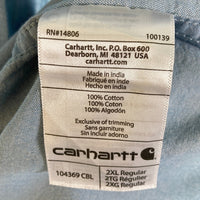 RN#14806
100139
Carhartt, Inc. P.O. Box 600
Dearborn, MI 48121 USA
carhartt.com
Made in India
Fabriqué en Inde
Hecho en India
100% Cotton
100% Coton
100% Algodón
Exclusive of trimming
Sans garniture
Sin incluir adorno
carhartt
104369 CBL
2XL Regular
2TG Regulier
2XG Regular